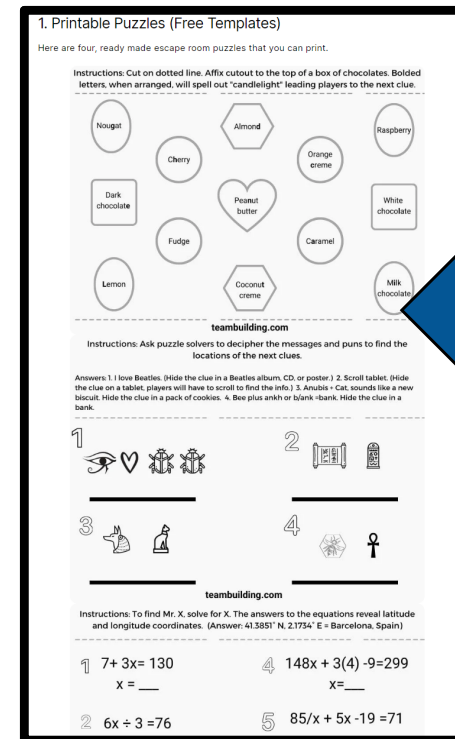 1. Printable Puzzles (Free Templates)
Here are four, ready made escape room puzzles that you can print.
Instructions: Cut on dotted line. Affix cutout to the top of a box of chocolates. Bolded
letters, when arranged, will spell out "candlelight" leading players to the next clue.
Nougat
Almond
Raspberry
Cherry
Orange
creme
Dark
chocolate
Peanut
butter
White
chocolate
Fudge
Caramel
Lemon
Coconut
creme
Milk
chocolate
teambuilding.com
Instructions: Ask puzzle solvers to decipher the messages and puns to find the
locations of the next clues.
Answers: 1. I love Beatles. (Hide the clue in a Beatles album, CD, or poster.) 2. Scroll tablet. (Hide
the clue on a tablet, players will have to scroll to find the info.) 3. Anubis + Cat, sounds like a new
biscuit. Hide the clue in a pack of cookies. 4. Bee plus ankh or b/ank =bank. Hide the clue in a
bank.
1
2
3
4
teambuilding.com
Instructions: To find Mr. X, solve for X. The answers to the equations reveal latitude
and longitude coordinates. (Answer: 41.3851° N, 2.1734° E = Barcelona, Spain)
1 7+ 3x= 130
x = ___
4 148x + 3(4) -9=299
x=___
2 6x ÷ 3 =76
5 85/x + 5x -19 =71